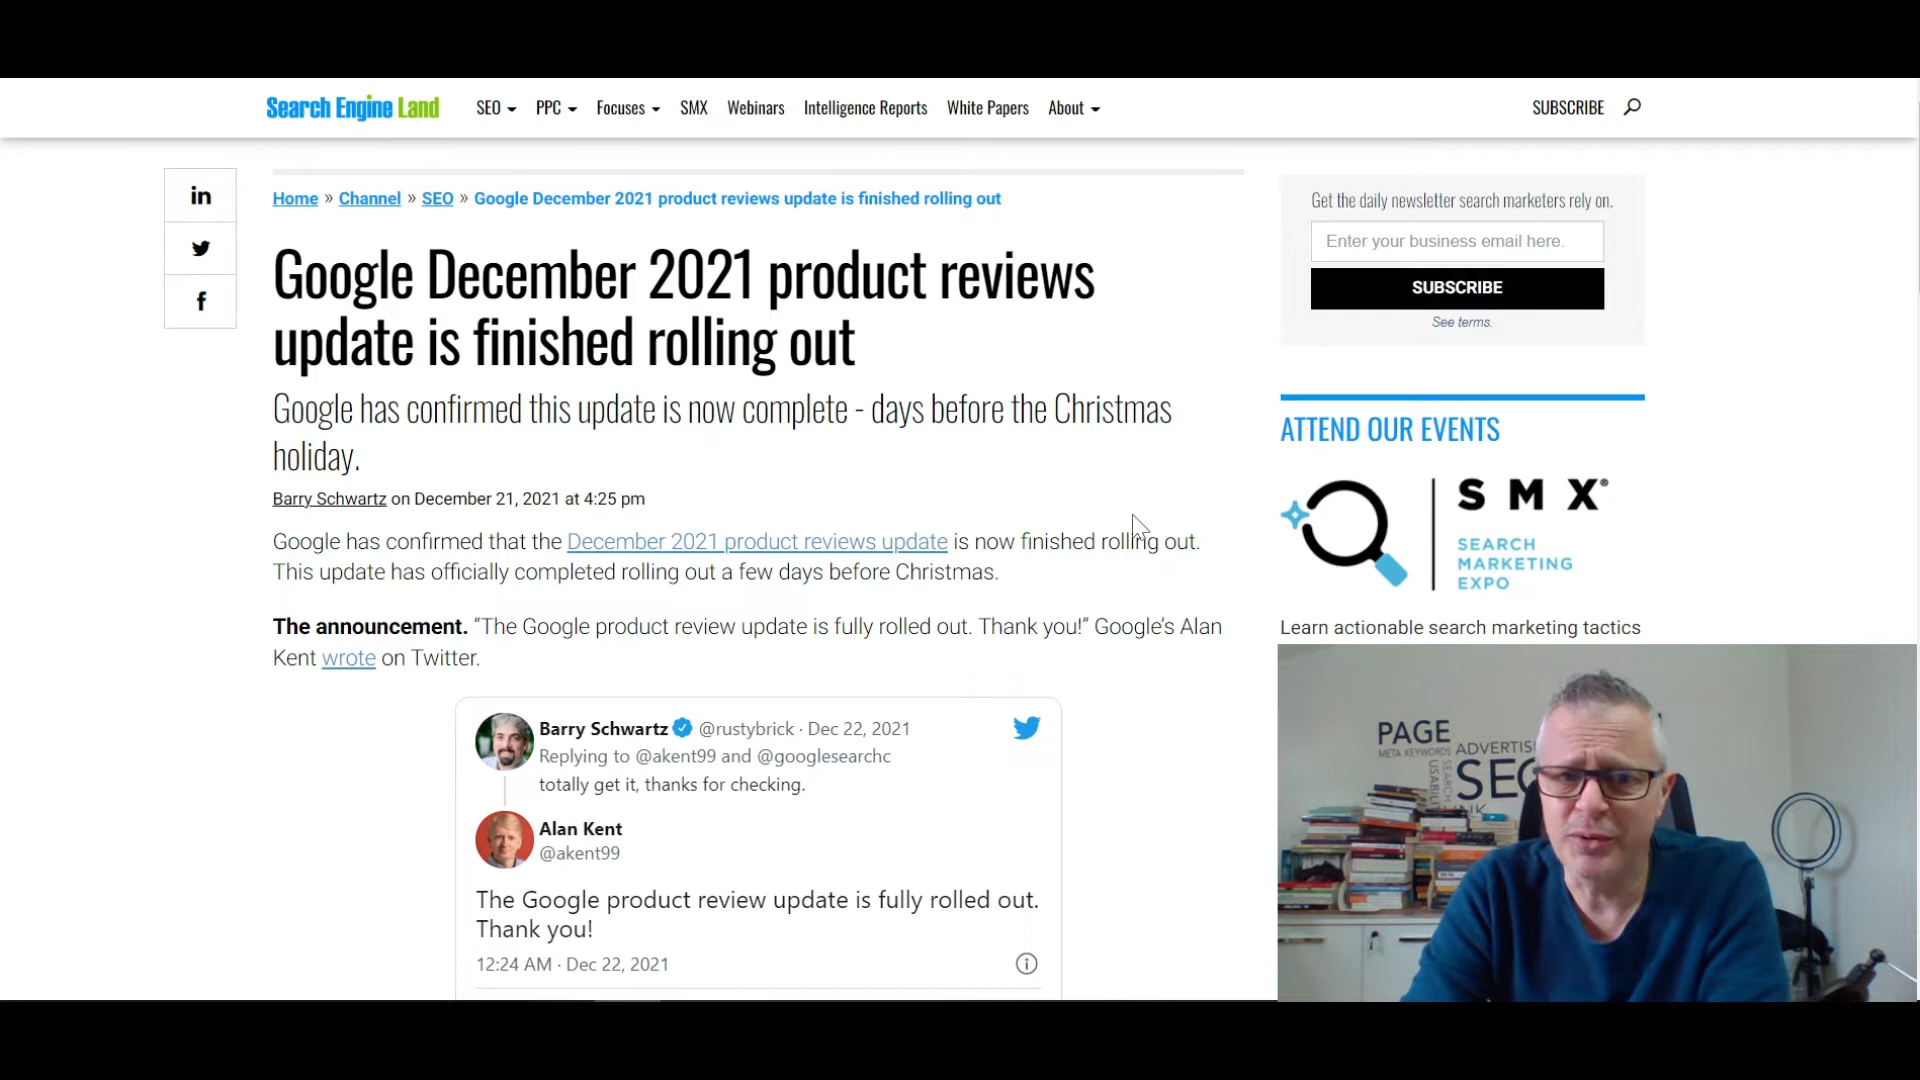 Search Engine Land
SEO PPC Focuses SMX Webinars Intelligence Reports White Papers About
SUBSCRIBE
in
f
Home » Channel » SEO » Google December 2021 product reviews update is finished rolling out
Google December 2021 product reviews
update is finished rolling out
Google has confirmed this update is now complete - days before the Christmas
holiday.
Barry Schwartz on December 21, 2021 at 4:25 pm
Google has confirmed that the December 2021 product reviews update is now finished rolling out.
This update has officially completed rolling out a few days before Christmas.
The announcement. “The Google product review update is fully rolled out. Thank you!” Google’s Alan
Kent wrote on Twitter.
Barry Schwartz @rustybrick · Dec 22, 2021
Replying to @akent99 and @googlesearchc
totally get it, thanks for checking.
Alan Kent
@akent99
The Google product review update is fully rolled out.
Thank you!
12:24 AM · Dec 22, 2021
Get the daily newsletter search marketers rely on.
Enter your business email here.
SUBSCRIBE
See terms.
ATTEND OUR EVENTS
SMX®
SEARCH
MARKETING
EXPO
Learn actionable search marketing tactics
PAGE
META KEYWORDS
ADVERTIS
SEARCH
USABILI
SEO